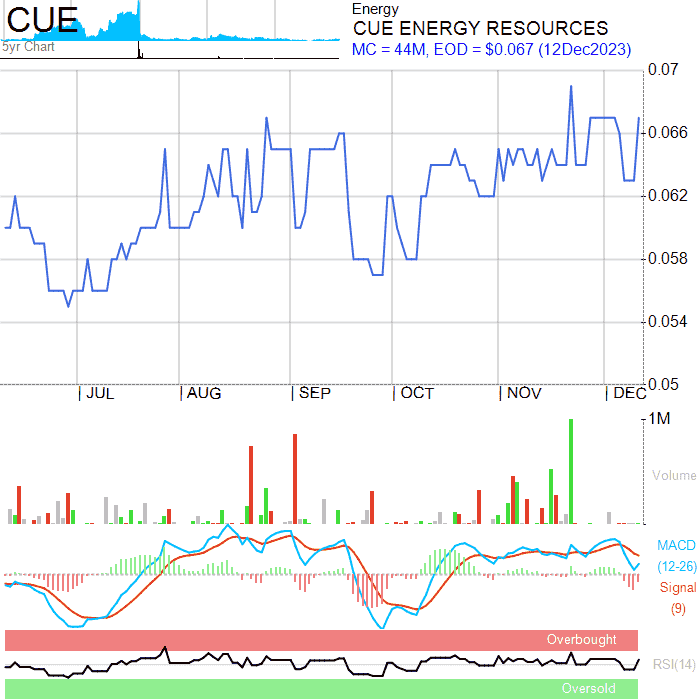 CUE
5yr Chart
Energy
CUE ENERGY RESOURCES
MC = 44M, EOD = $0.067 (12Dec2023)
0.07
0.066
0.062
0.058
0.054
0.05
JUL AUG SEP OCT NOV DEC
1M
Volume
MACD
(12-26)
Signal
(9)
Overbought
RSI(14)
Oversold